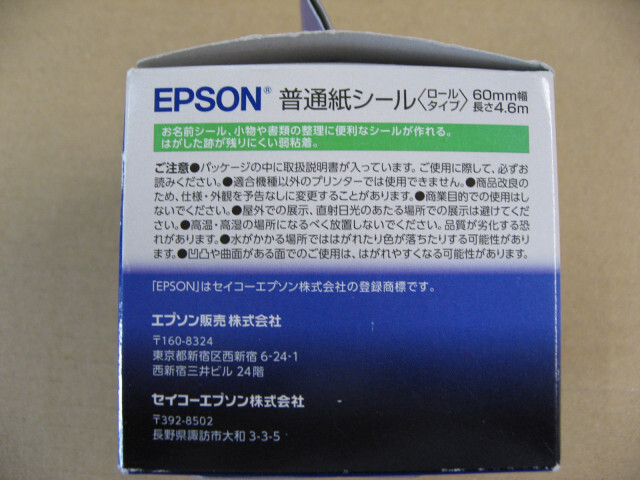 EPSON® 普通紙シール〈ロールタイプ〉 60mm幅 長さ4.6m
お名前シール、小物や書類の整理に便利なシールが作れる。
はがした跡が残りにくい弱粘着。
ご注意●パッケージの中に取扱説明書が入っています。ご使用に際して、必ずお
読みください。●適合機種以外のプリンターでは使用できません。●商品改良の
ため、仕様・外観を予告なしに変更することがあります。●商業目的での使用はし
ないでください。●屋外での展示、直射日光のあたる場所での展示は避けてくだ
さい。●高温・高湿の場所になるべく放置しないでください。品質が劣化する恐
れがあります。●水がかかる場所でははがれたり色が落ちたりする可能性があり
ます。●凹凸や曲面がある面でのご使用は、はがれやすくなる可能性があります。
「EPSON」はセイコーエプソン株式会社の登録商標です。
エプソン販売 株式会社
〒160-8324
東京都新宿区西新宿 6-24-1
西新宿三井ビル 24階
セイコーエプソン株式会社
〒392-8502
長野県諏訪市大和 3-3-5